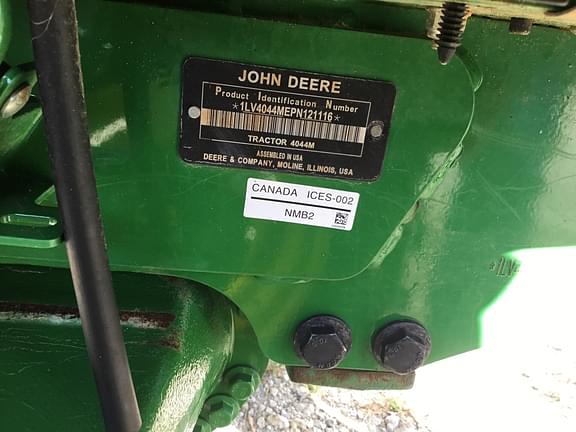 JOHN DEERE
Product Identification Number
*1LV4044MEPN121116*
TRACTOR 4044M
ASSEMBLED IN USA
DEERE & COMPANY, MOLINE, ILLINOIS, USA
CANADA ICES-002
NMB2
*1LV